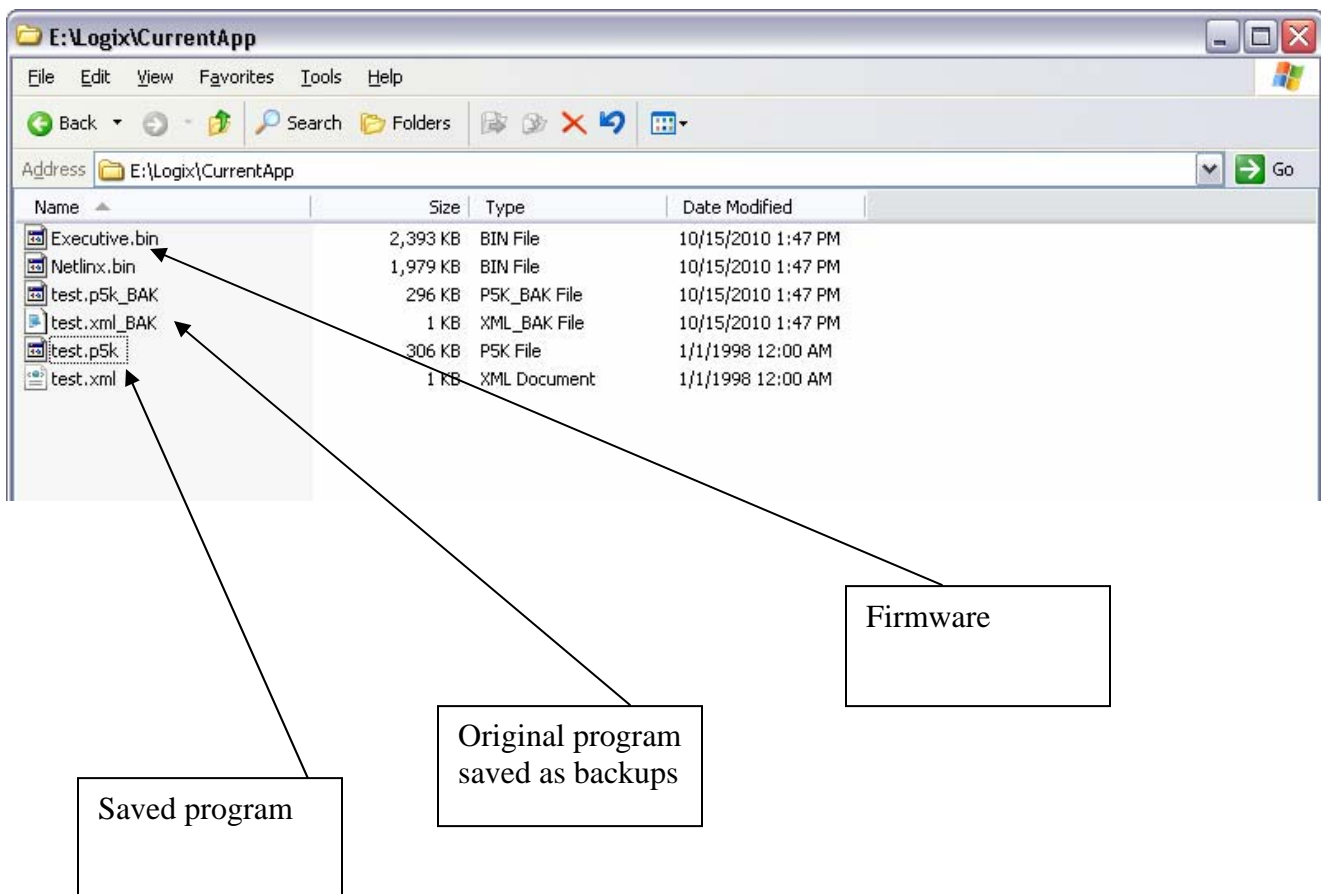 E:\Logix\CurrentApp
File Edit View Favorites Tools Help
Back Search Folders
Address E:\Logix\CurrentApp Go
Name Size Type Date Modified
Executive.bin 2,393 KB BIN File 10/15/2010 1:47 PM
Netlinx.bin 1,979 KB BIN File 10/15/2010 1:47 PM
test.p5k_BAK 296 KB P5K_BAK File 10/15/2010 1:47 PM
test.xml_BAK 1 KB XML_BAK File 10/15/2010 1:47 PM
test.p5k 306 KB P5K File 1/1/1998 12:00 AM
test.xml 1 KB XML Document 1/1/1998 12:00 AM
Firmware
Original program
saved as backups
Saved program